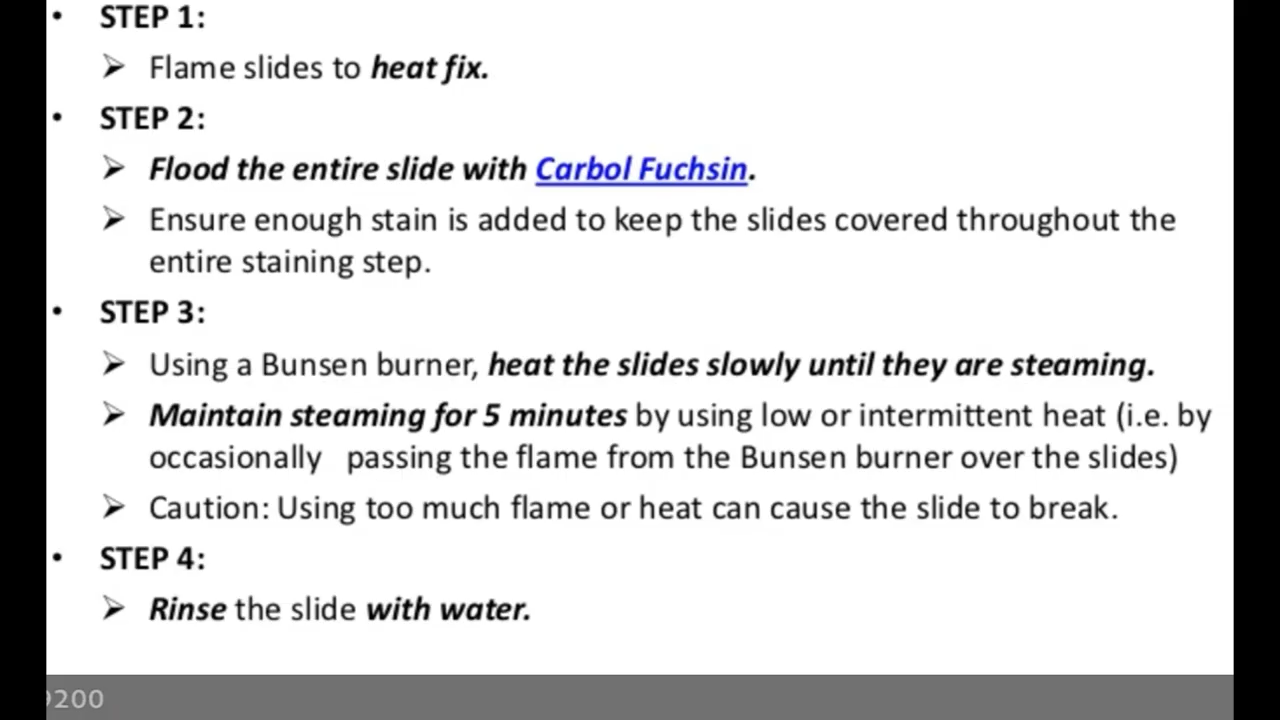 • STEP 1:
➢ Flame slides to heat fix.
• STEP 2:
➢ Flood the entire slide with Carbol Fuchsin.
➢ Ensure enough stain is added to keep the slides covered throughout the
entire staining step.
• STEP 3:
➢ Using a Bunsen burner, heat the slides slowly until they are steaming.
➢ Maintain steaming for 5 minutes by using low or intermittent heat (i.e. by
occasionally passing the flame from the Bunsen burner over the slides)
➢ Caution: Using too much flame or heat can cause the slide to break.
• STEP 4:
➢ Rinse the slide with water.
200